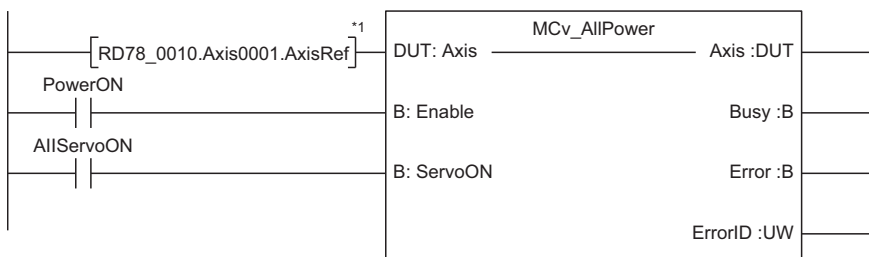 *1
MCv_AllPower
RD78_0010.Axis0001.AxisRef
DUT: Axis
Axis :DUT
PowerON
B: Enable
Busy :B
AllServoON
B: ServoON
Error :B
ErrorID :UW